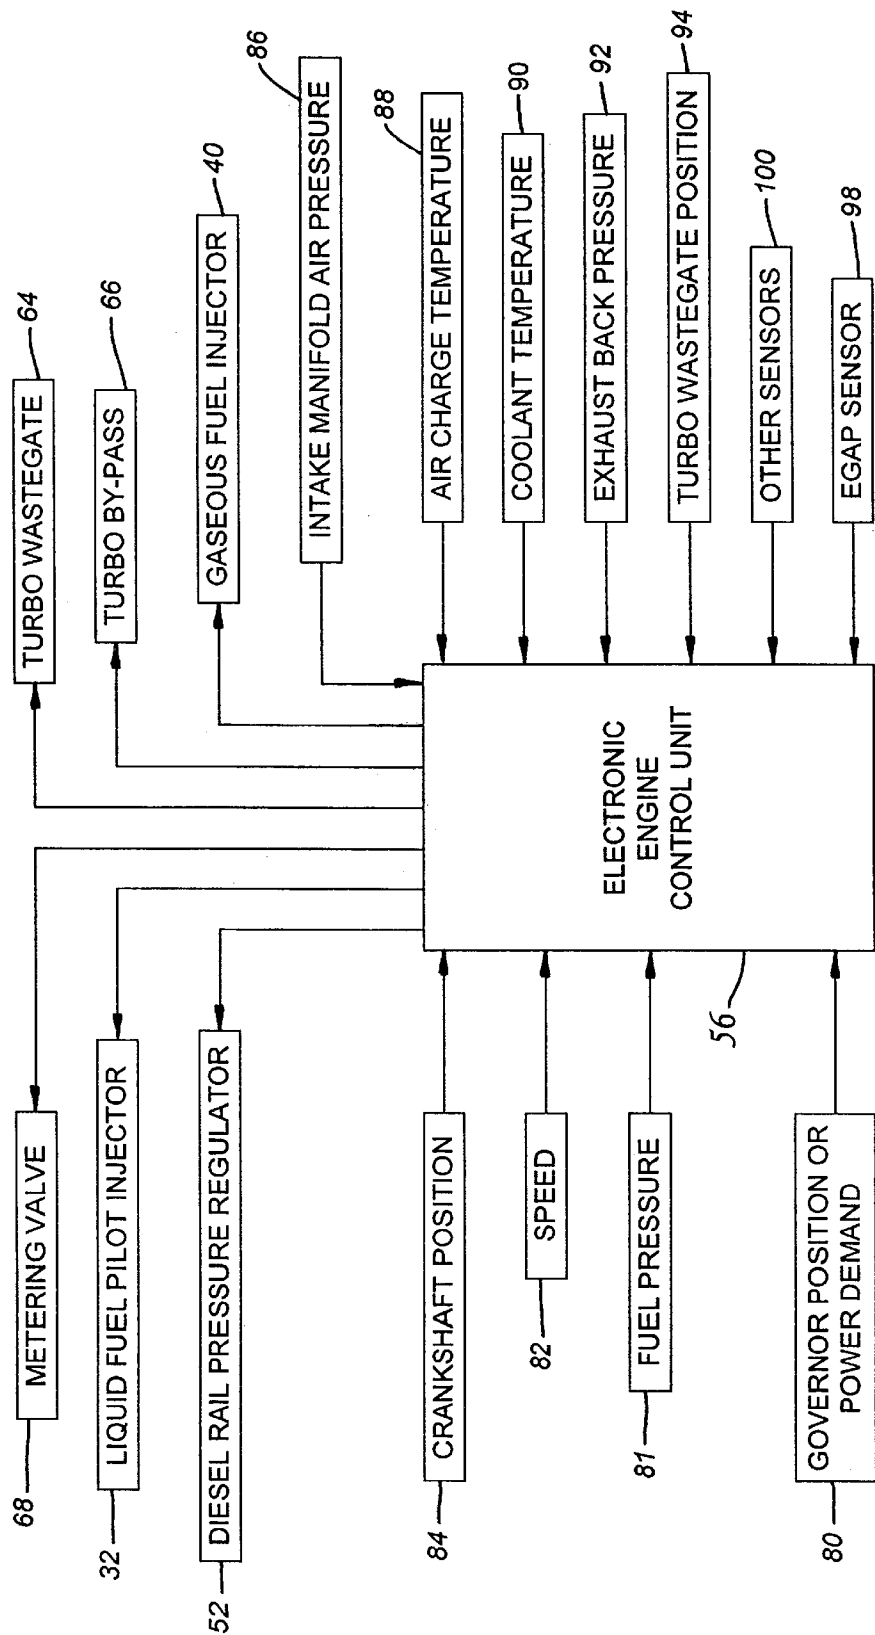 68
METERING VALVE
32
LIQUID FUEL PILOT INJECTOR
52
DIESEL RAIL PRESSURE REGULATOR
TURBO WASTEGATE
64
TURBO BY-PASS
66
GASEOUS FUEL INJECTOR
40
INTAKE MANIFOLD AIR PRESSURE
86
84
CRANKSHAFT POSITION
82
SPEED
81
FUEL PRESSURE
80
GOVERNOR POSITION OR
POWER DEMAND
56
ELECTRONIC
ENGINE
CONTROL UNIT
AIR CHARGE TEMPERATURE
88
COOLANT TEMPERATURE
90
EXHAUST BACK PRESSURE
92
TURBO WASTEGATE POSITION
94
OTHER SENSORS
100
EGAP SENSOR
98